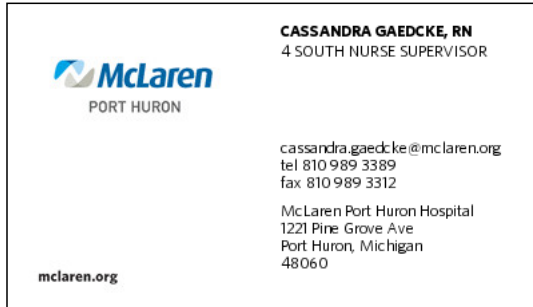 McLaren
PORT HURON
mclaren.org
CASSANDRA GAEDCKE, RN
4 SOUTH NURSE SUPERVISOR
cassandra.gaedcke@mclaren.org
tel 810 989 3389
fax 810 989 3312
McLaren Port Huron Hospital
1221 Pine Grove Ave
Port Huron, Michigan
48060